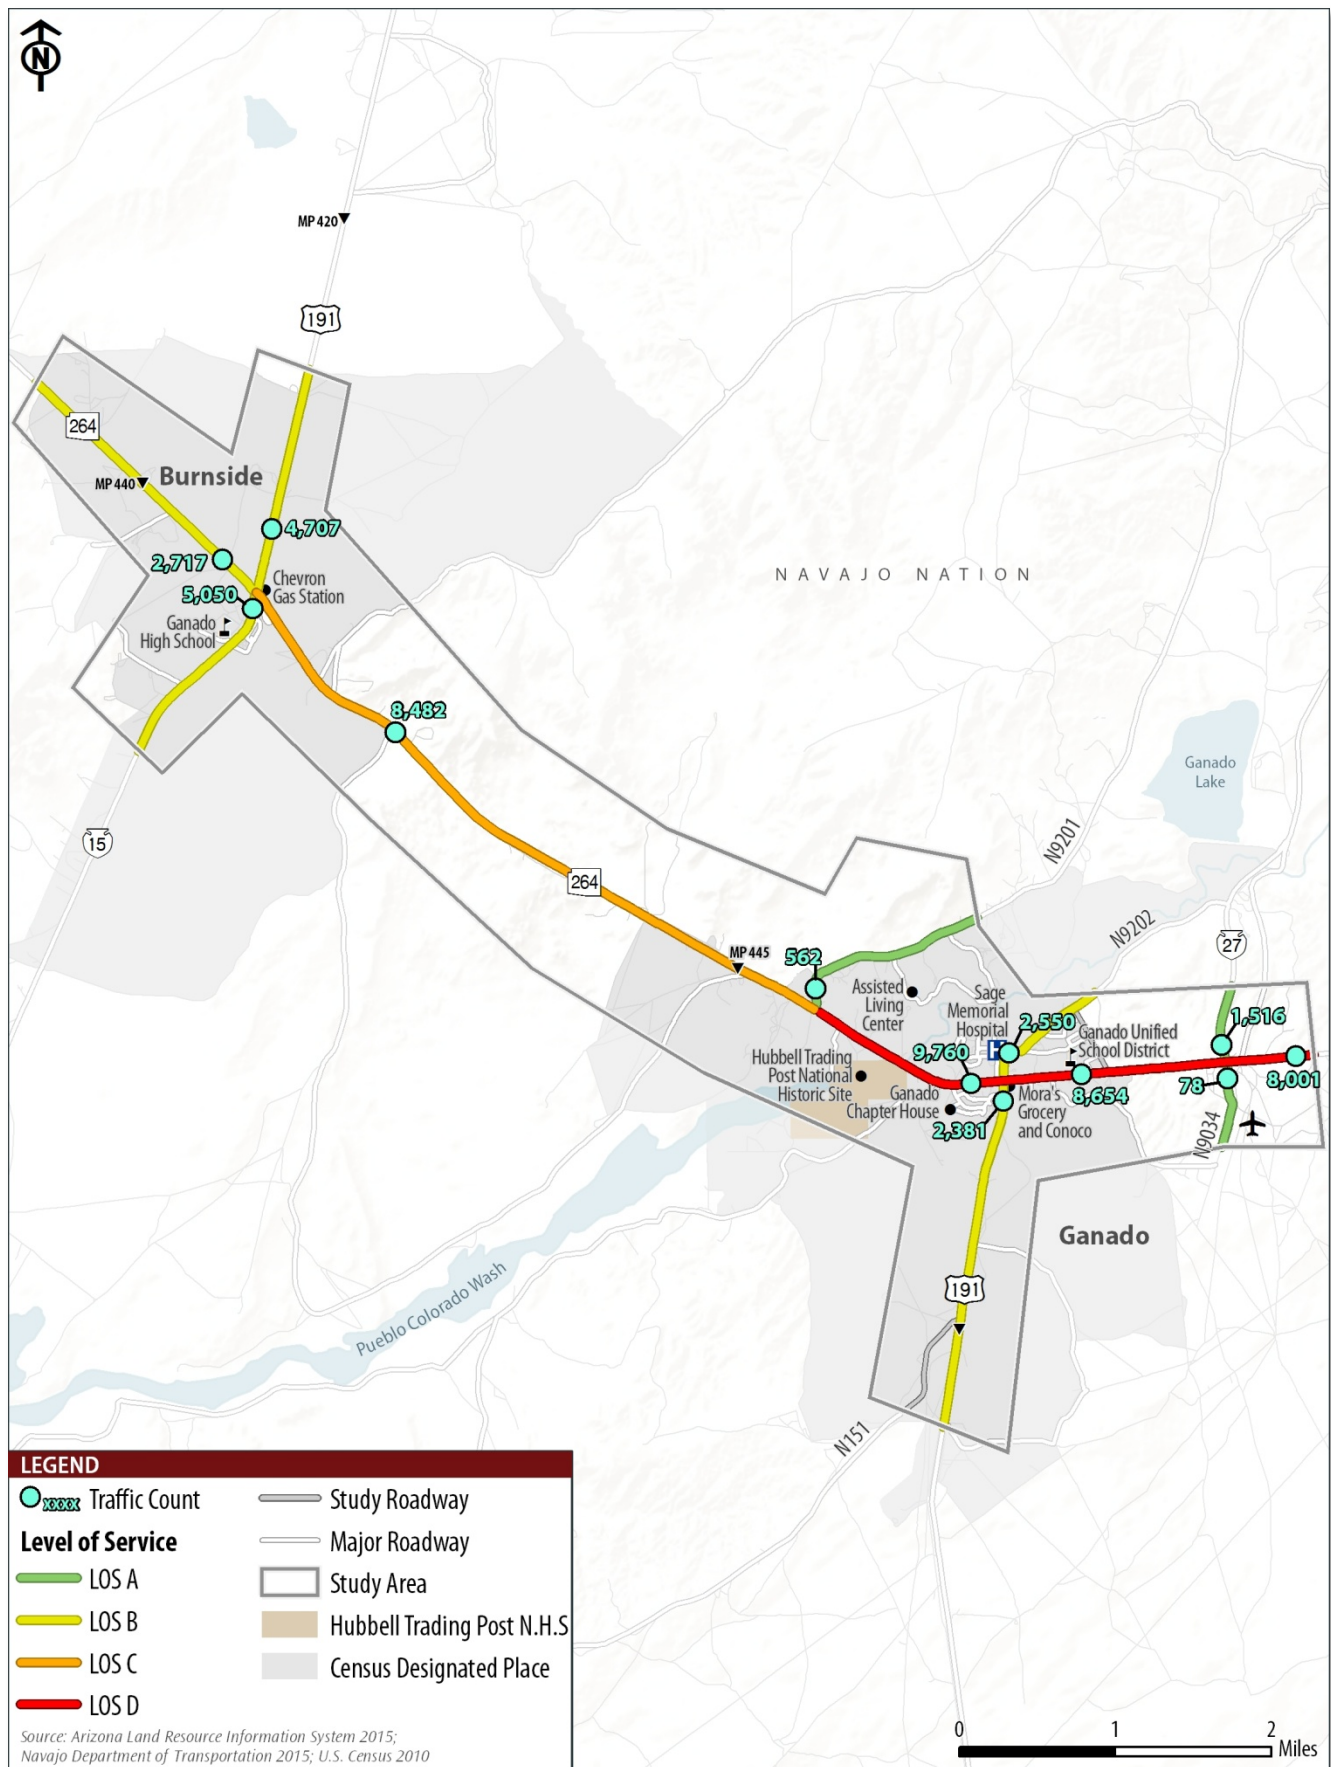 N
MP 420
191
264
Burnside
MP 440
4,707
2,717
Chevron
Gas Station
5,050
Ganado
High School
NAVAJO NATION
8,482
Ganado
Lake
15
N9201
264
N9202
27
MP 445
562
Assisted
Living
Center
Sage
Memorial
Hospital
H
2,550
Ganado Unified
School District
1,516
9,760
Hubbell Trading
Post National
Historic Site
Ganado
Chapter House
Mora's
Grocery
and Conoco
8,654
78
8,001
2,381
N9034
Ganado
191
Pueblo Colorado Wash
N151
LEGEND
xxxx Traffic Count
Level of Service
LOS A
LOS B
LOS C
LOS D
Study Roadway
Major Roadway
Study Area
Hubbell Trading Post N.H.S
Census Designated Place
Source: Arizona Land Resource Information System 2015;
Navajo Department of Transportation 2015; U.S. Census 2010
0 1 2
Miles